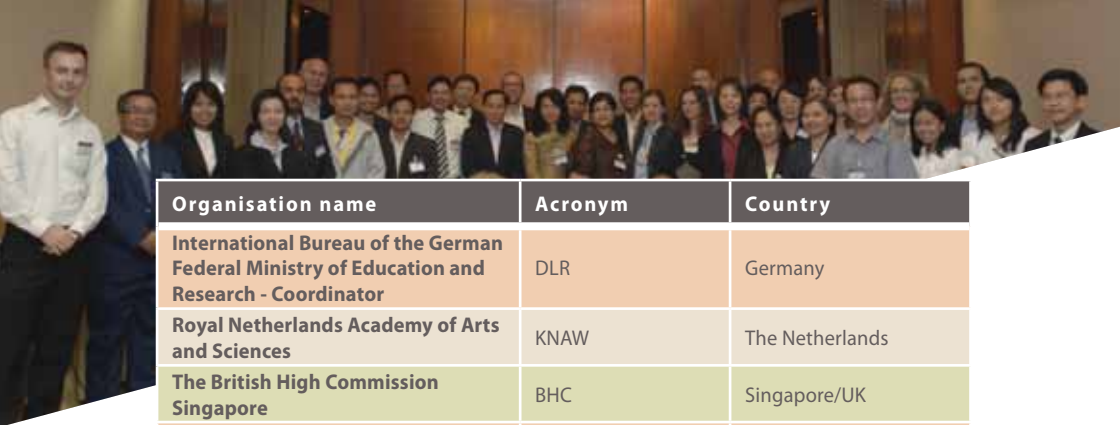 Organisation name Acronym Country
International Bureau of the German
Federal Ministry of Education and DLR Germany
Research - Coordinator
Royal Netherlands Academy of Arts
and Sciences KNAW The Netherlands
The British High Commission
Singapore BHC Singapore/UK